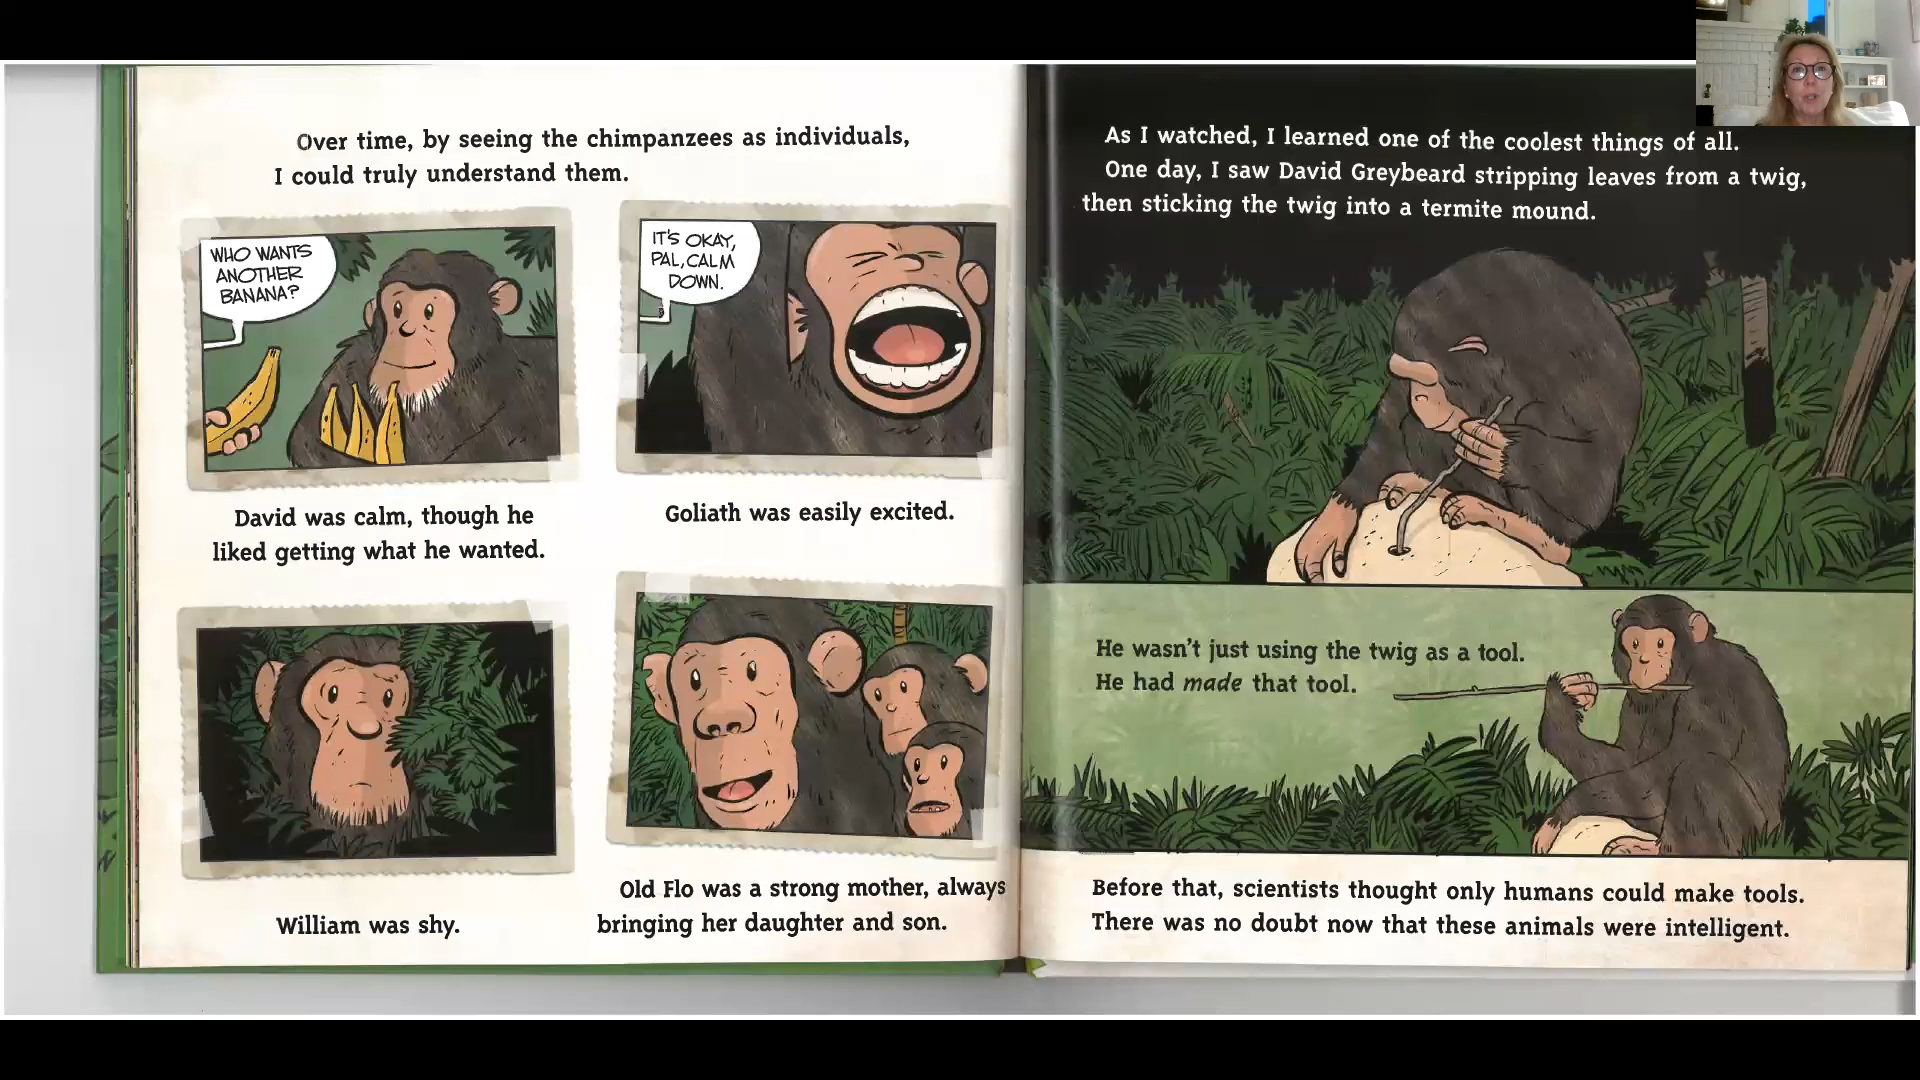 Over time, by seeing the chimpanzees as individuals,
I could truly understand them.
WHO WANTS
ANOTHER
BANANA?
IT'S OKAY,
PAL, CALM
DOWN.
David was calm, though he
liked getting what he wanted.
Goliath was easily excited.
William was shy.
Old Flo was a strong mother, always
bringing her daughter and son.
As I watched, I learned one of the coolest things of all.
One day, I saw David Greybeard stripping leaves from a twig,
then sticking the twig into a termite mound.
He wasn't just using the twig as a tool.
He had made that tool.
Before that, scientists thought only humans could make tools.
There was no doubt now that these animals were intelligent.